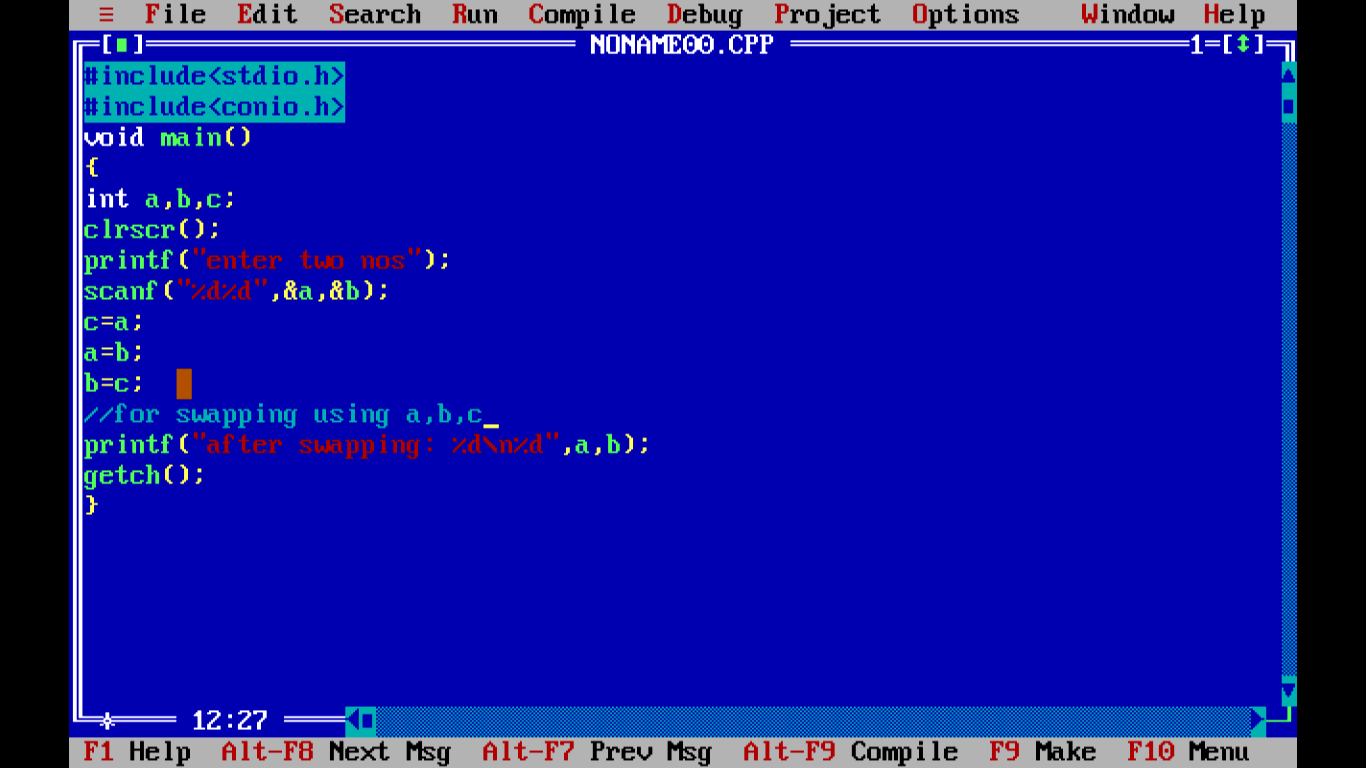 ≡ File Edit Search Run Compile Debug Project Options Window Help
[■] NONAME00.CPP 1=[↕]
#include<stdio.h>
#include<conio.h>
void main()
{
int a,b,c;
clrscr();
printf("enter two nos");
scanf("%d%d",&a,&b);
c=a;
a=b;
b=c;
//for swapping using a,b,c_
printf("after swapping: %d\n%d",a,b);
getch();
}
12:27
F1 Help Alt-F8 Next Msg Alt-F7 Prev Msg Alt-F9 Compile F9 Make F10 Menu